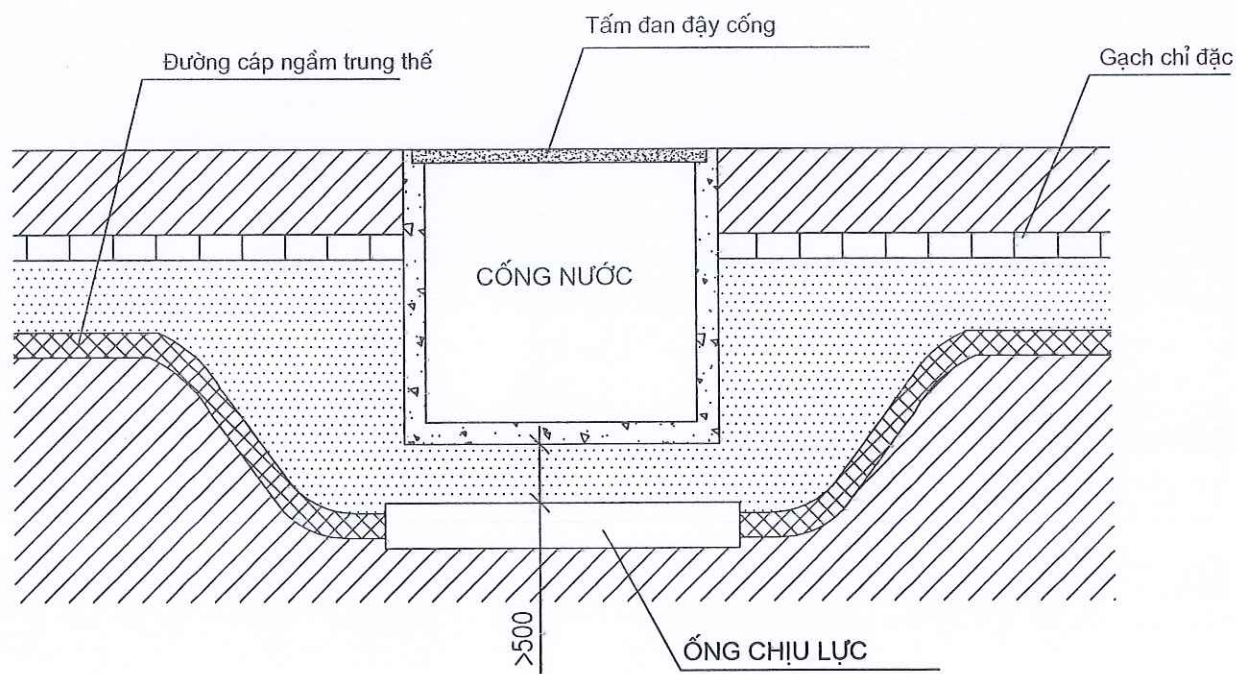 Tấm đan đậy cống
Đường cáp ngầm trung thế
Gạch chỉ đặc
CỐNG NƯỚC
>500
ỐNG CHỊU LỰC